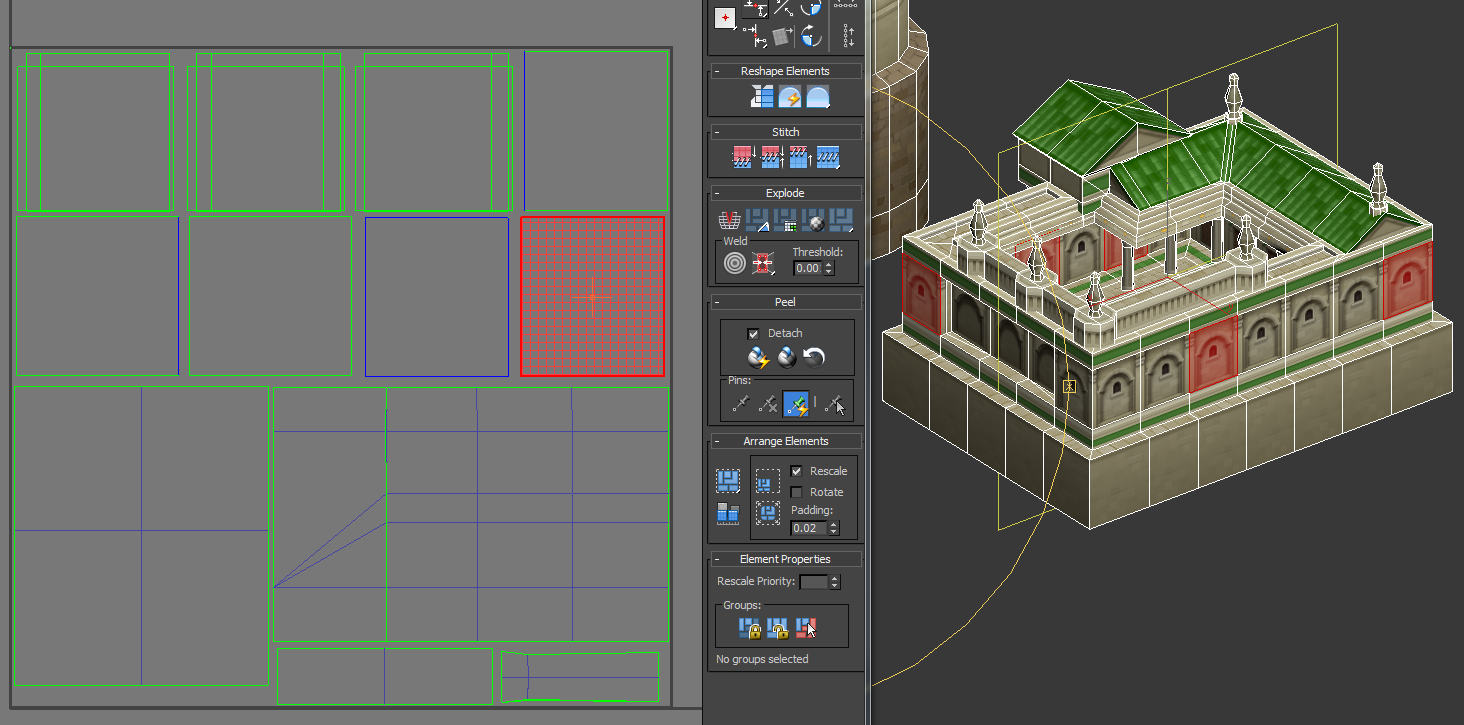 - Reshape Elements
- Stitch
- Explode
Weld
Threshold:
0.00
- Peel
Detach
Pins:
- Arrange Elements
Rescale
Rotate
Padding:
0.02
- Element Properties
Rescale Priority:
Groups:
No groups selected